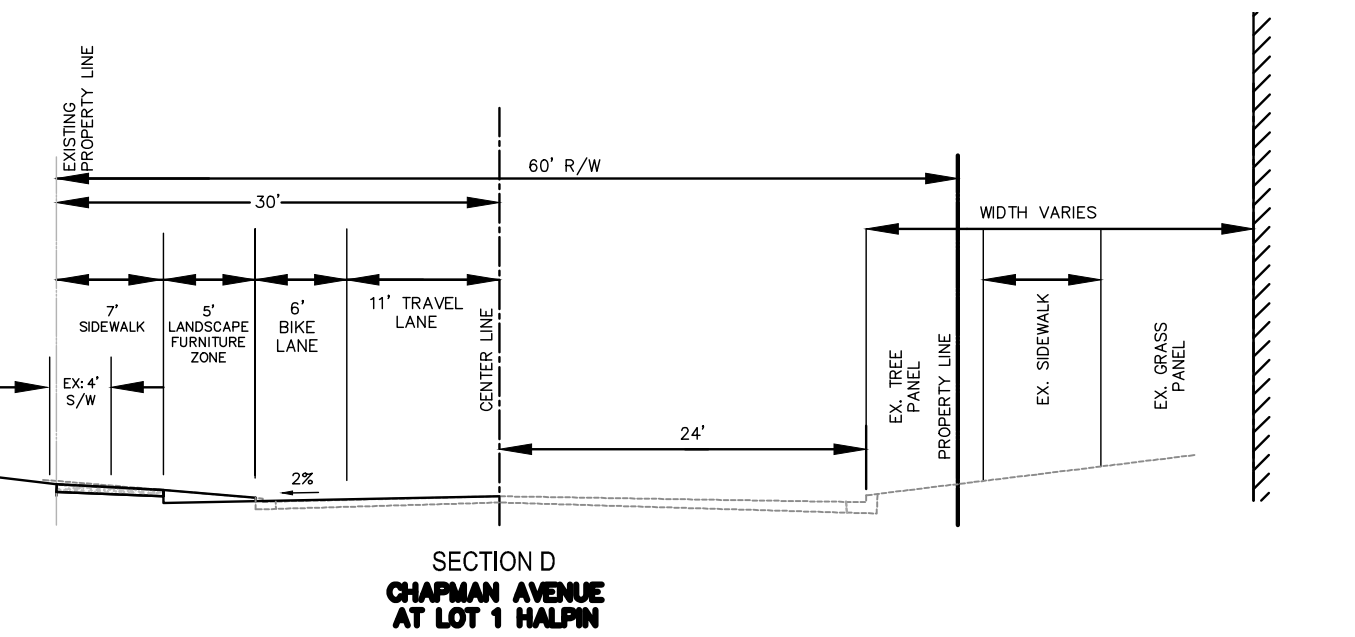 EXISTING
PROPERTY LINE
60' R/W
30'
WIDTH VARIES
7'
SIDEWALK
5'
LANDSCAPE
FURNITURE
ZONE
6'
BIKE
LANE
11' TRAVEL
LANE
CENTER LINE
EX. TREE
PANEL
PROPERTY LINE
EX. SIDEWALK
EX. GRASS
PANEL
EX: 4'
S/W
24'
2%
SECTION D
CHAPMAN AVENUE
AT LOT 1 HALPIN